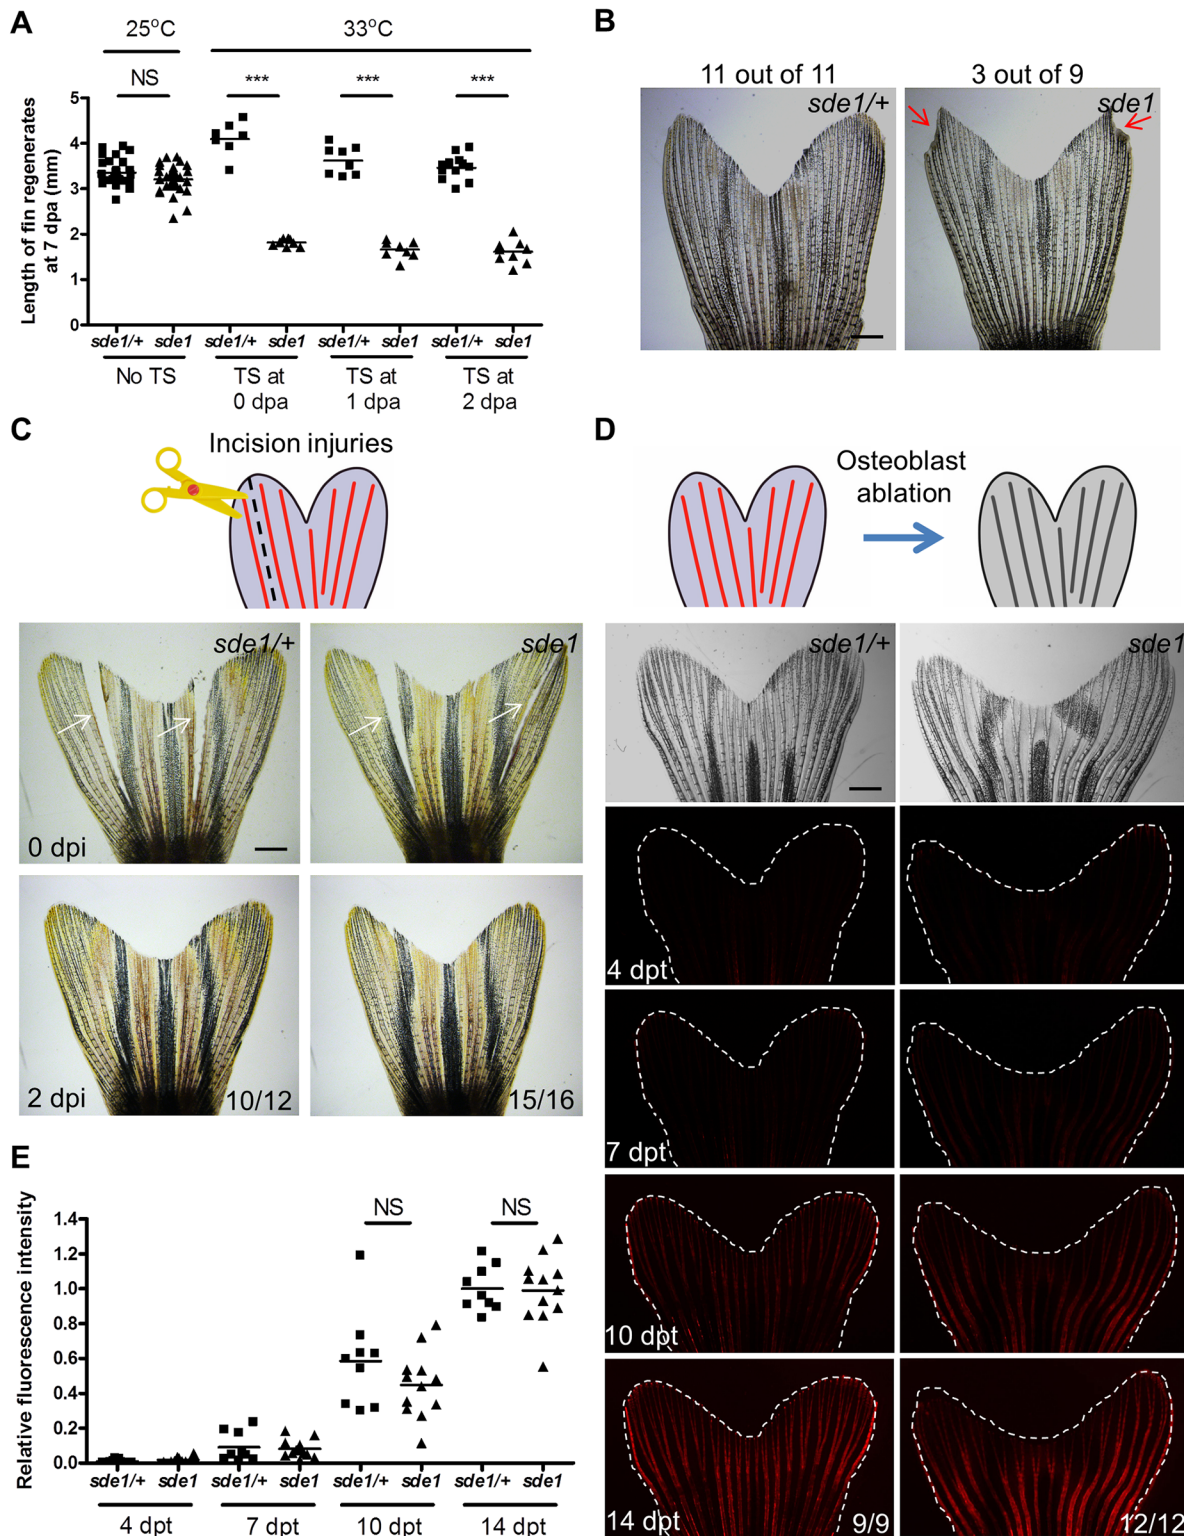 A
25°C
33°C
NS
***
***
***
Length of fin regenerates
at 7 dpa (mm)
5
4
3
2
1
0
sde1/+ sde1 sde1/+ sde1 sde1/+ sde1 sde1/+ sde1
No TS
TS at
0 dpa
TS at
1 dpa
TS at
2 dpa
B
11 out of 11
3 out of 9
sde1/+
sde1
C
Incision injuries
sde1/+
sde1
0 dpi
2 dpi
10/12
15/16
D
Osteoblast
ablation
sde1/+
sde1
4 dpt
7 dpt
10 dpt
14 dpt
9/9
12/12
E
Relative fluorescence intensity
1.4
1.2
1.0
0.8
0.6
0.4
0.2
0.0
NS
NS
sde1/+ sde1 sde1/+ sde1 sde1/+ sde1 sde1/+ sde1
4 dpt
7 dpt
10 dpt
14 dpt